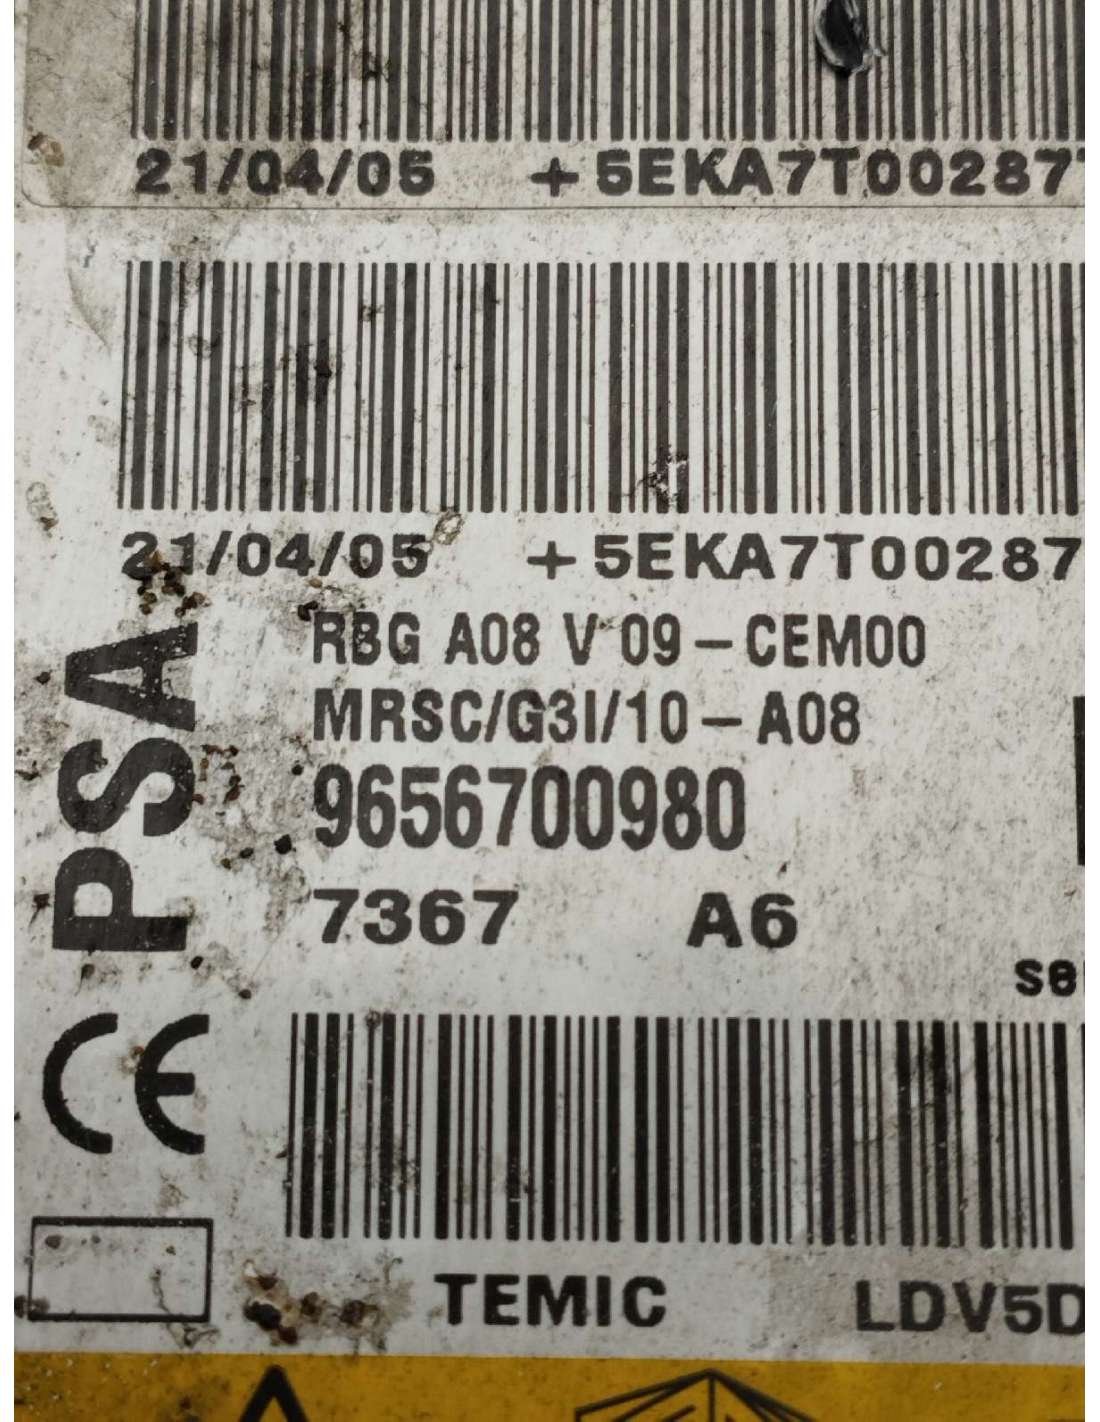 21/04/05 +5EKA7T00287
21/04/05 +5EKA7T00287
RBG A08 V 09-CEM00
MRSC/G3I/10-A08
9656700980
7367 A6
PSA
CE
TEMIC LDV5D